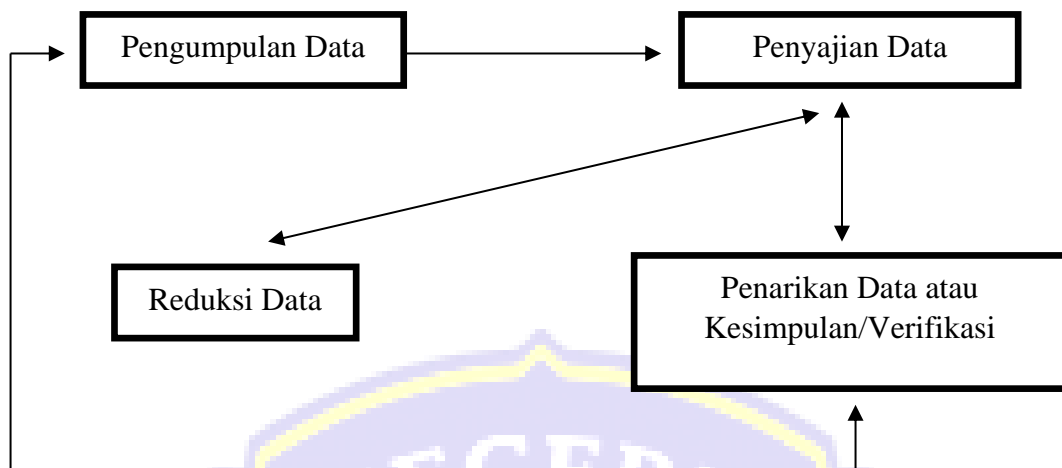 Pengumpulan Data
Penyajian Data
Reduksi Data
Penarikan Data atau
Kesimpulan/Verifikasi